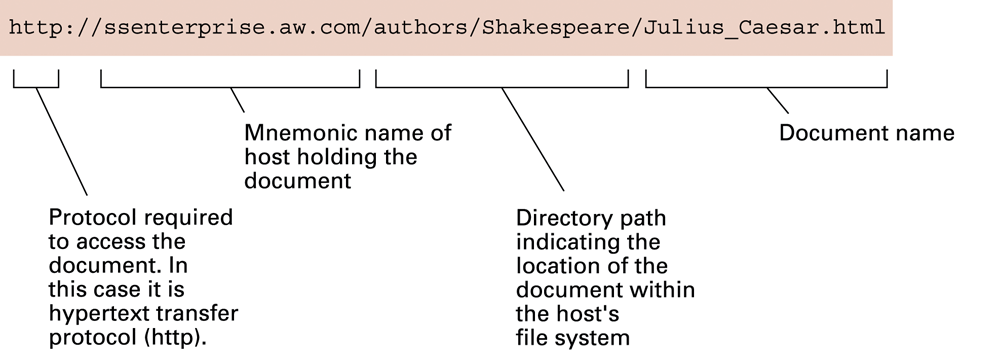 http://ssenterprise.aw.com/authors/Shakespeare/Julius_Caesar.html
Mnemonic name of
host holding the
document
Document name
Protocol required
to access the
document. In
this case it is
hypertext transfer
protocol (http).
Directory path
indicating the
location of the
document within
the host's
file system